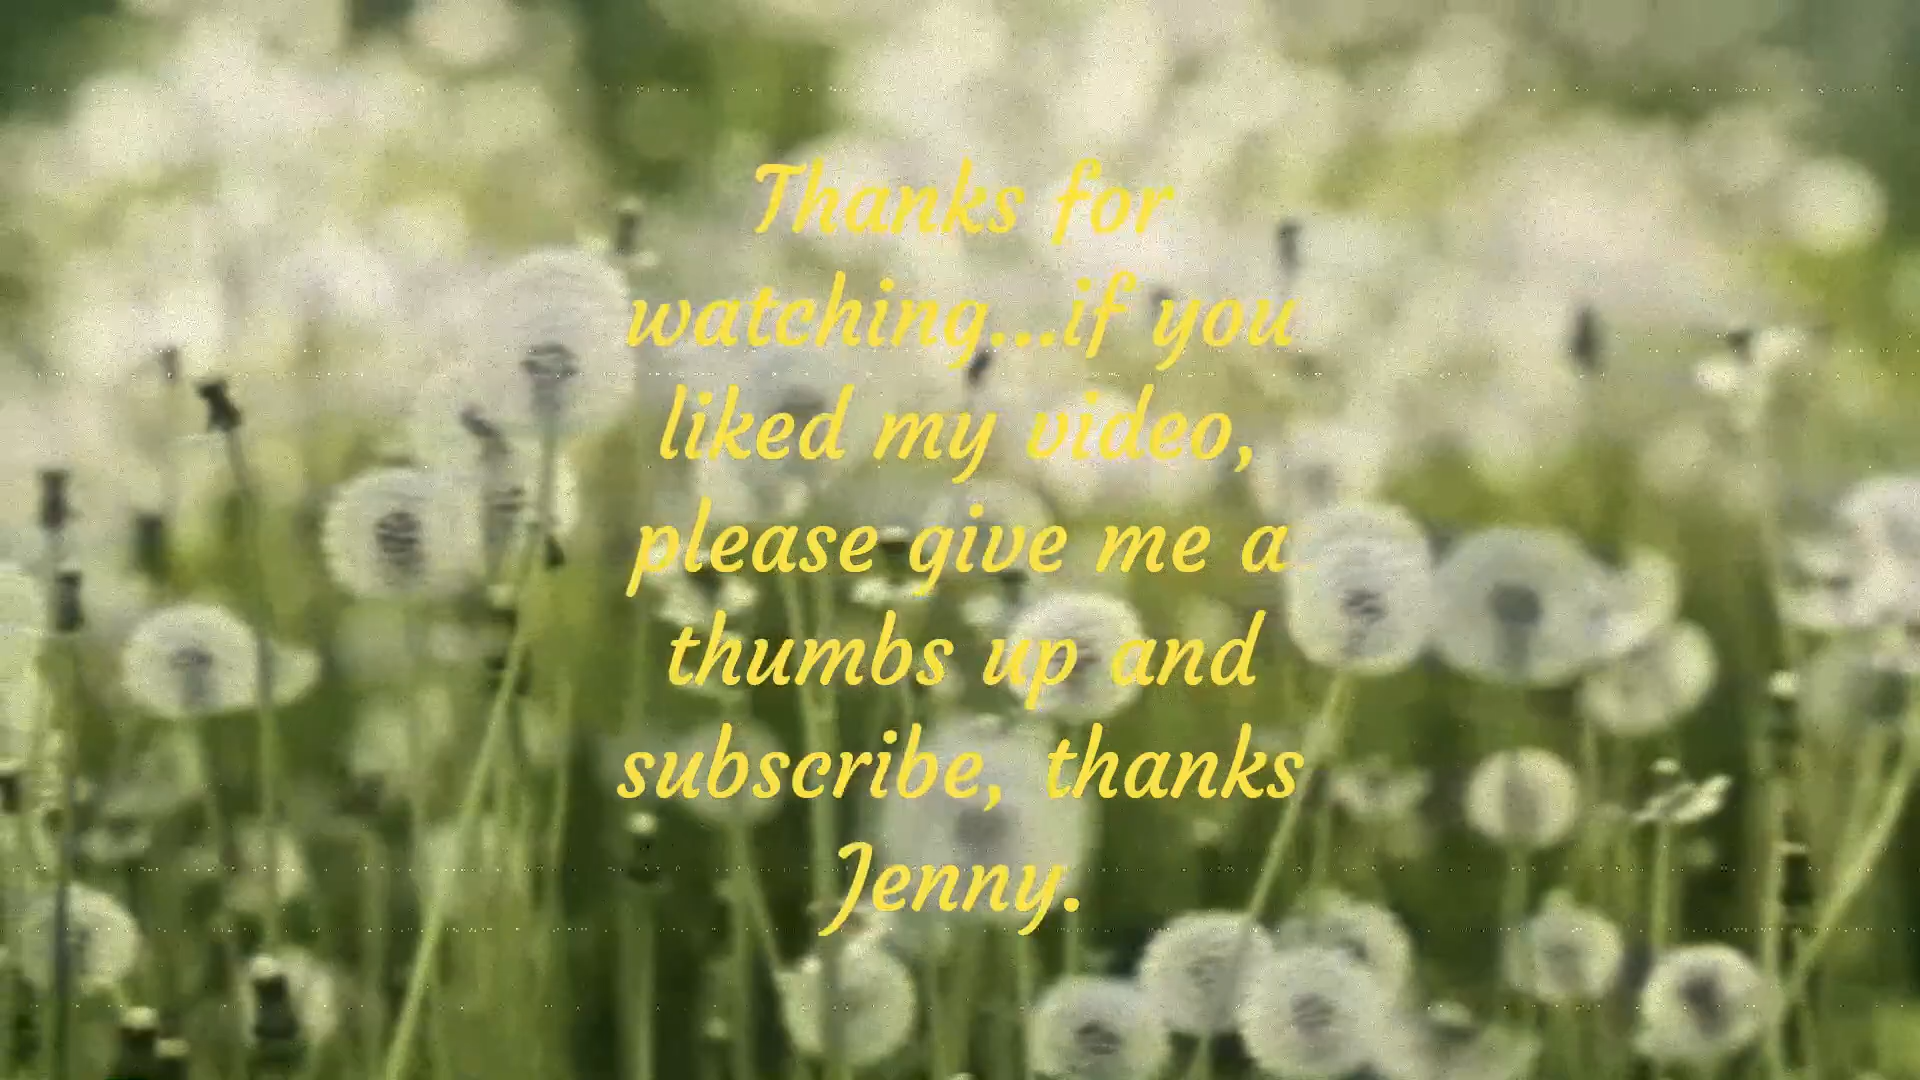 Thanks for
watching...if you
liked my video,
please give me a
thumbs up and
subscribe, thanks
Jenny.